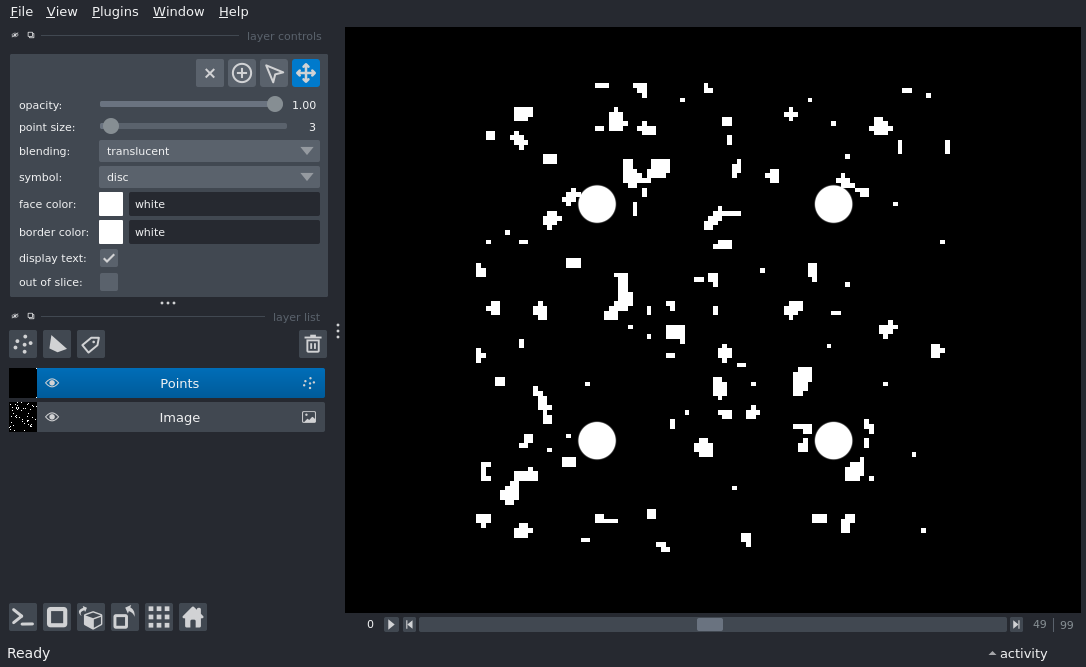 File View Plugins Window Help
layer controls
opacity: 1.00
point size: 3
blending: translucent
symbol: disc
face color: white
border color: white
display text:
out of slice:
layer list
Points
Image
0 49 | 99
Ready activity